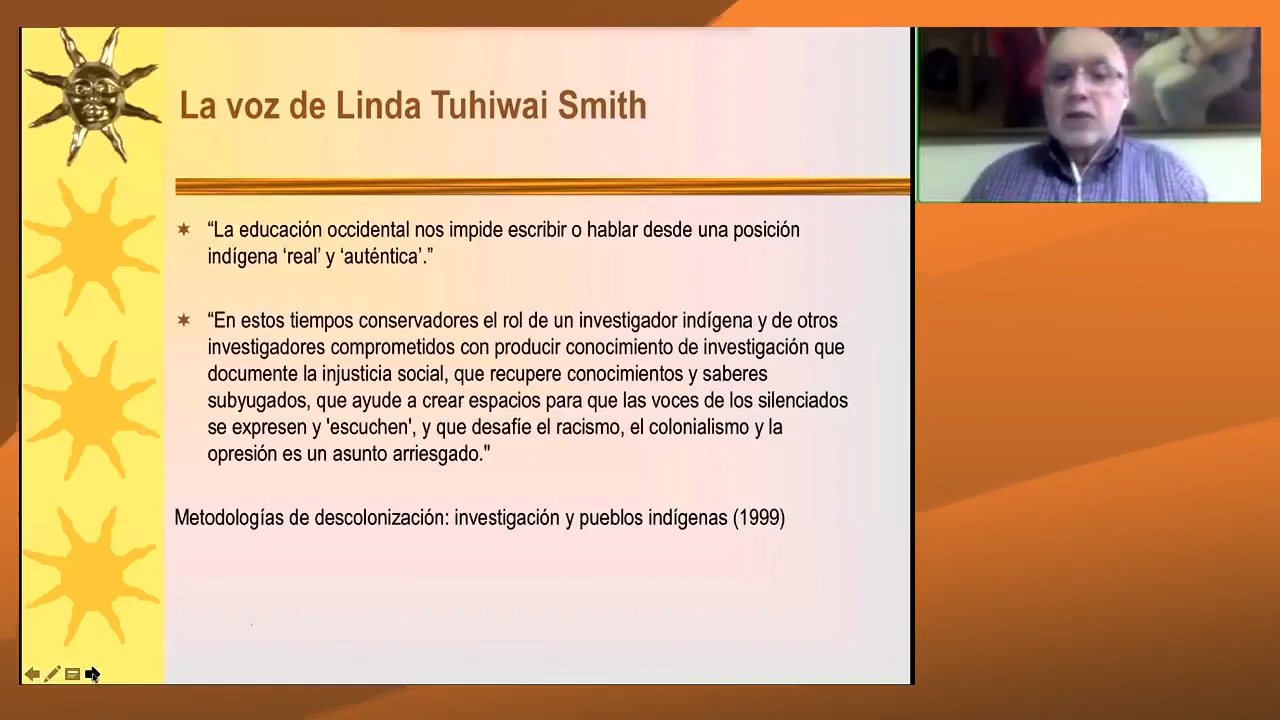 La voz de Linda Tuhiwai Smith
“La educación occidental nos impide escribir o hablar desde una posición
indígena ‘real’ y ‘auténtica’.”
“En estos tiempos conservadores el rol de un investigador indígena y de otros
investigadores comprometidos con producir conocimiento de investigación que
documente la injusticia social, que recupere conocimientos y saberes
subyugados, que ayude a crear espacios para que las voces de los silenciados
se expresen y 'escuchen', y que desafíe el racismo, el colonialismo y la
opresión es un asunto arriesgado."
Metodologías de descolonización: investigación y pueblos indígenas (1999)